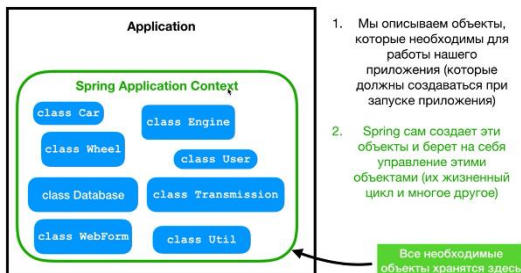 Application
Spring Application Context
class Car
class Engine
class Wheel
class User
class Database
class Transmission
class WebForm
class Util
1. Мы описываем объекты,
которые необходимы для
работы нашего
приложения (которые
должны создаваться при
запуске приложения)
2. Spring сам создает эти
объекты и берет на себя
управление этими
объектами (их жизненный
цикл и многое другое)
Все необходимые
объекты хранятся здесь